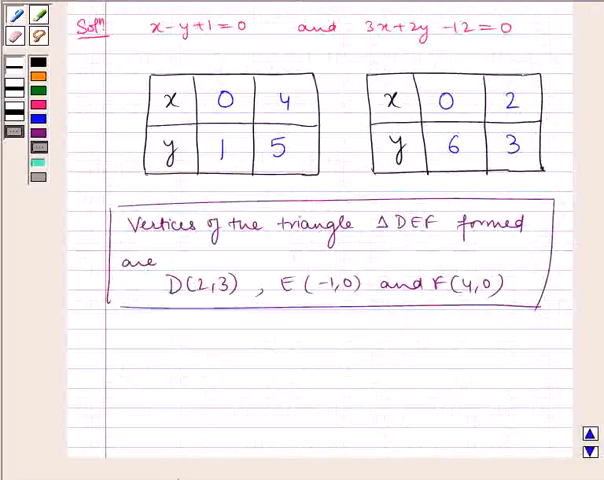 Solⁿ: x-y+1=0 and 3x+2y-12=0
x 0 4 x 0 2
y 1 5 y 6 3
Vertices of the triangle △DEF formed
are
D(2,3), E(-1,0) and F(4,0)